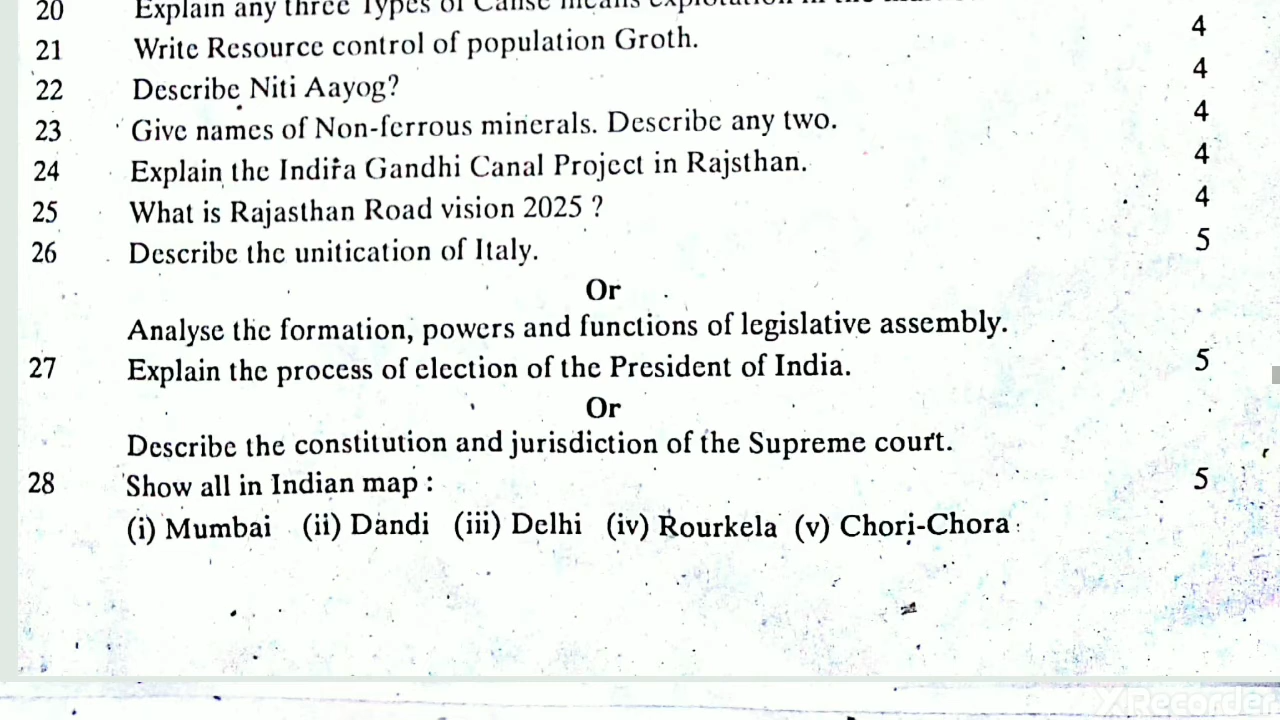 20 Explain any three Types of
21 Write Resource control of population Groth. 4
22 Describe Niti Aayog? 4
23 Give names of Non-ferrous minerals. Describe any two. 4
24 Explain the Indira Gandhi Canal Project in Rajsthan. 4
25 What is Rajasthan Road vision 2025 ? 4
26 Describe the unitication of Italy. 5
Or
Analyse the formation, powers and functions of legislative assembly.
27 Explain the process of election of the President of India. 5
Or
Describe the constitution and jurisdiction of the Supreme court.
28 Show all in Indian map : 5
(i) Mumbai (ii) Dandi (iii) Delhi (iv) Rourkela (v) Chori-Chora
XRecorder